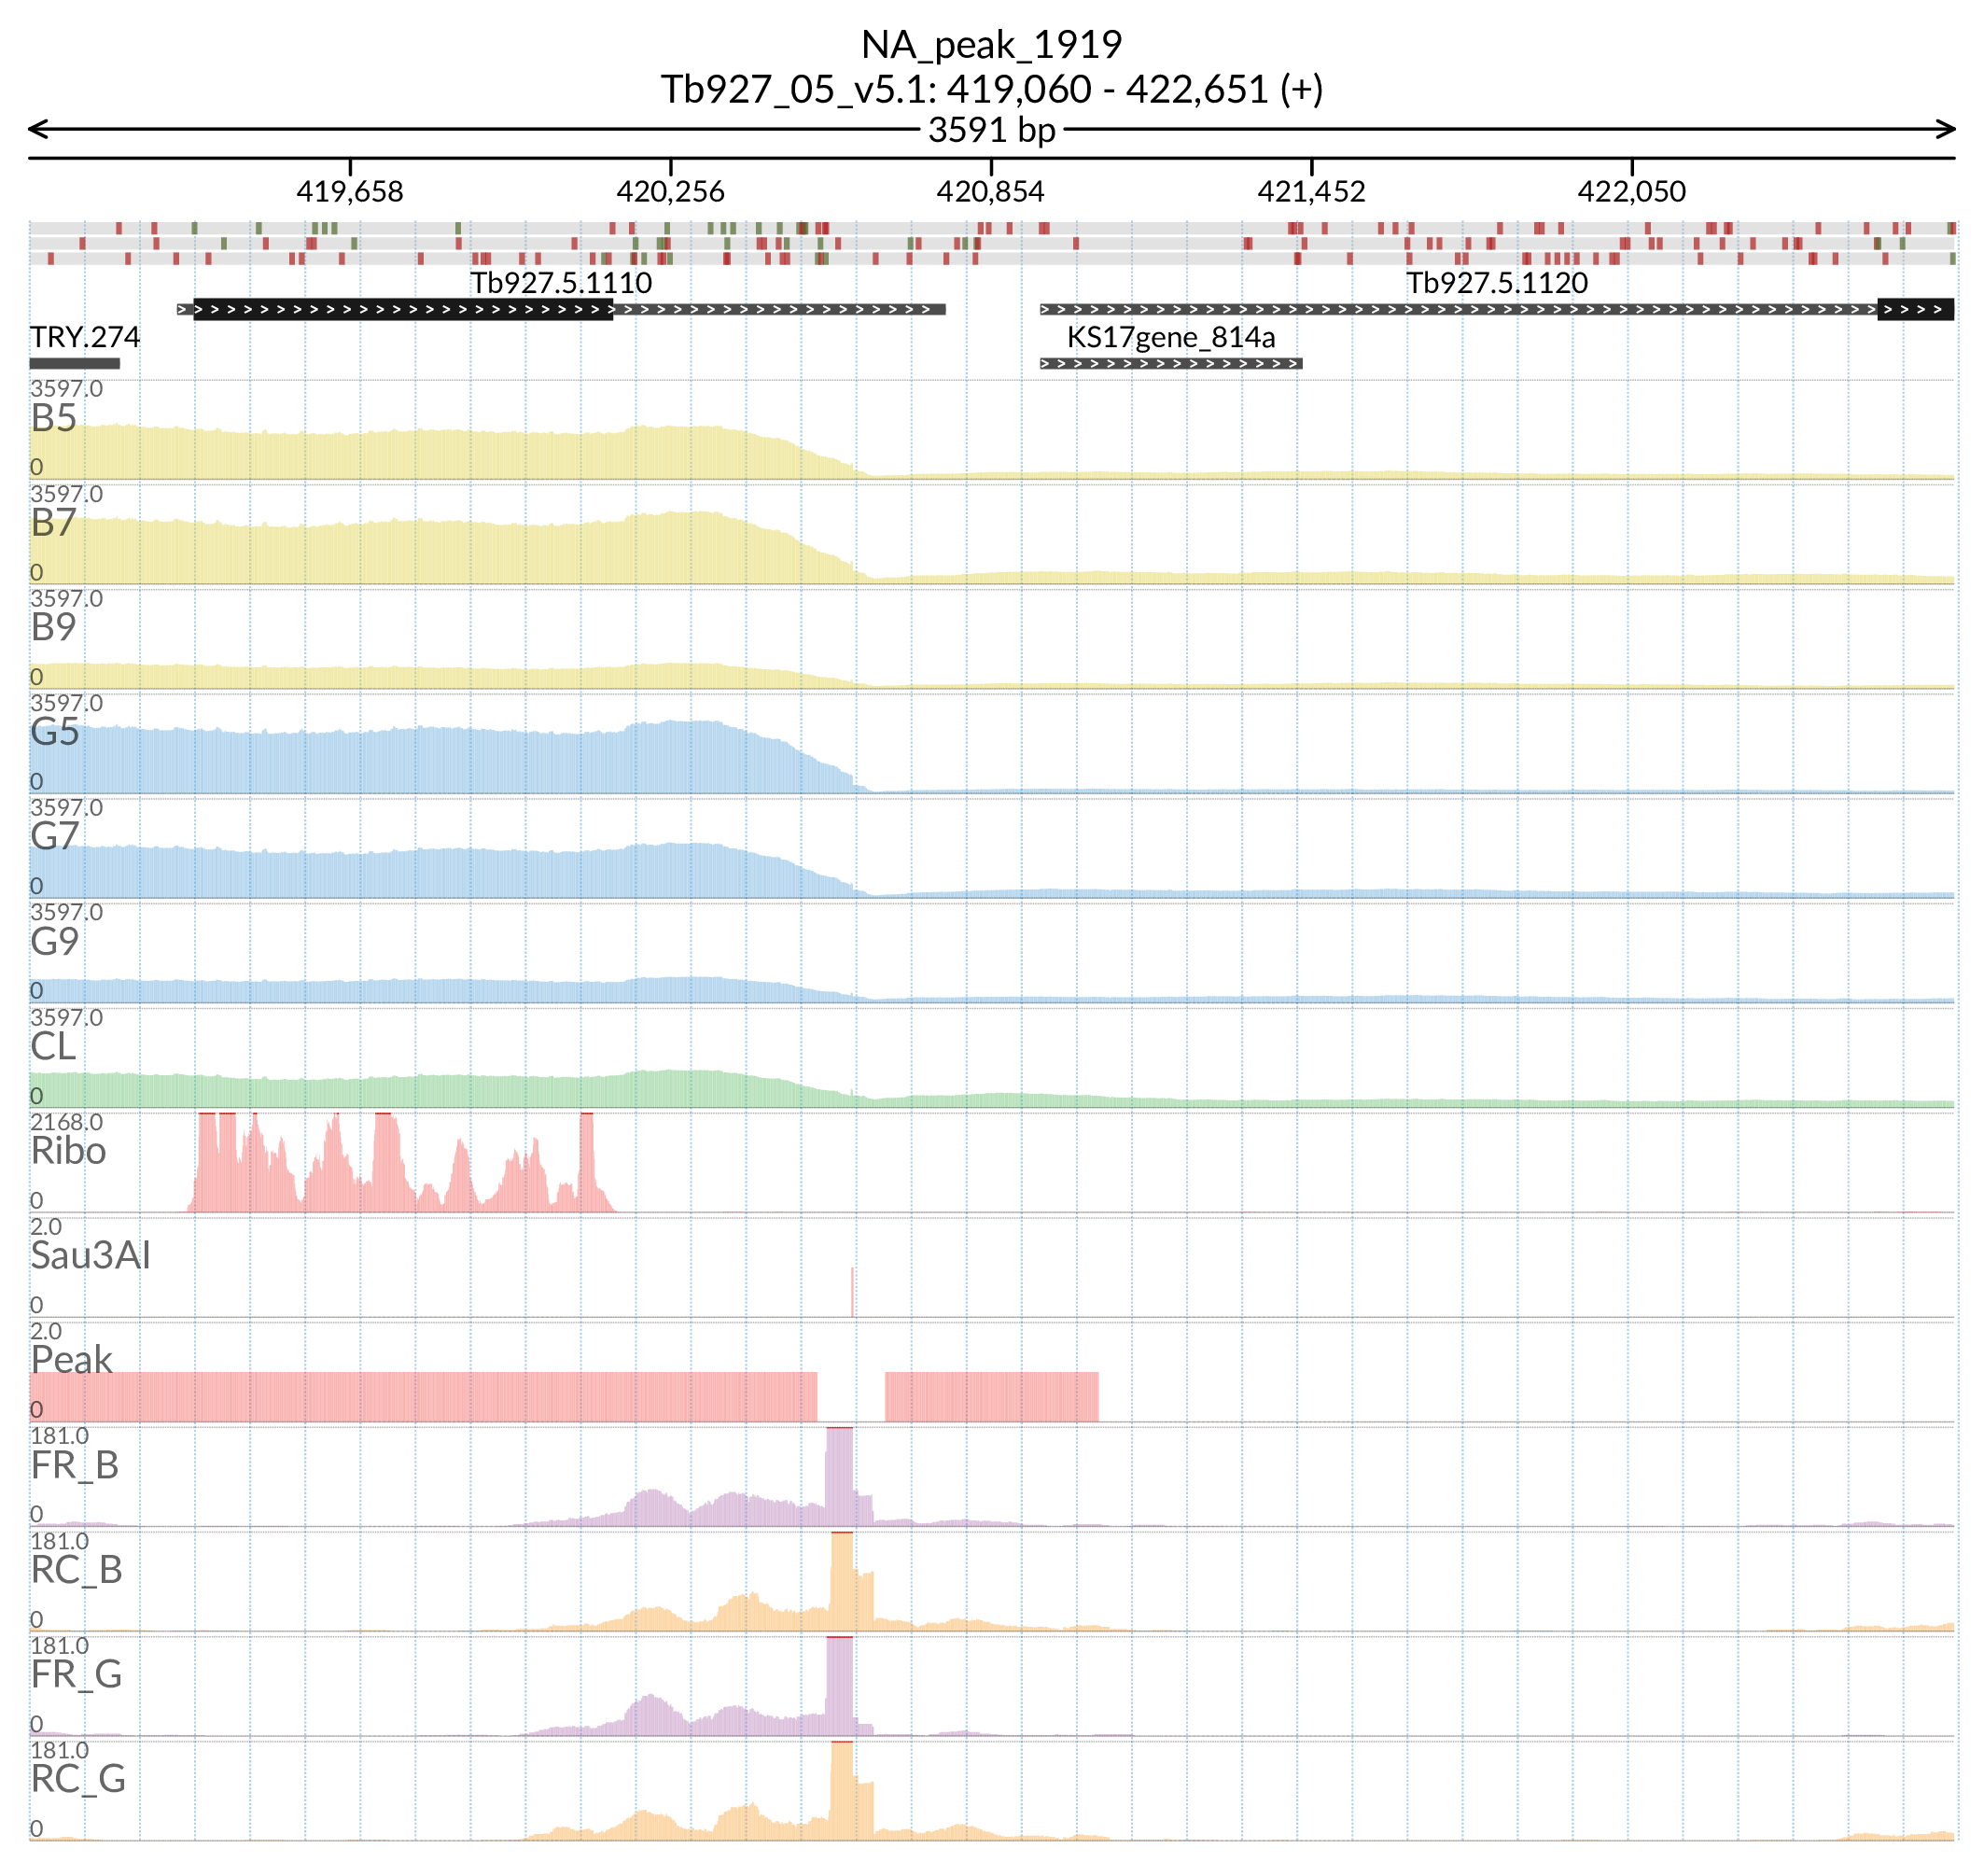 NA_peak_1919
Tb927_05_v5.1: 419,060 - 422,651 (+)
3591 bp
419,658 420,256 420,854 421,452 422,050
Tb927.5.1110 Tb927.5.1120
TRY.274 KS17gene_814a
3597.0
B5
0
3597.0
B7
0
3597.0
B9
0
3597.0
G5
0
3597.0
G7
0
3597.0
G9
0
3597.0
CL
0
2168.0
Ribo
0
2.0
Sau3AI
0
2.0
Peak
0
181.0
FR_B
0
181.0
RC_B
0
181.0
FR_G
0
181.0
RC_G
0